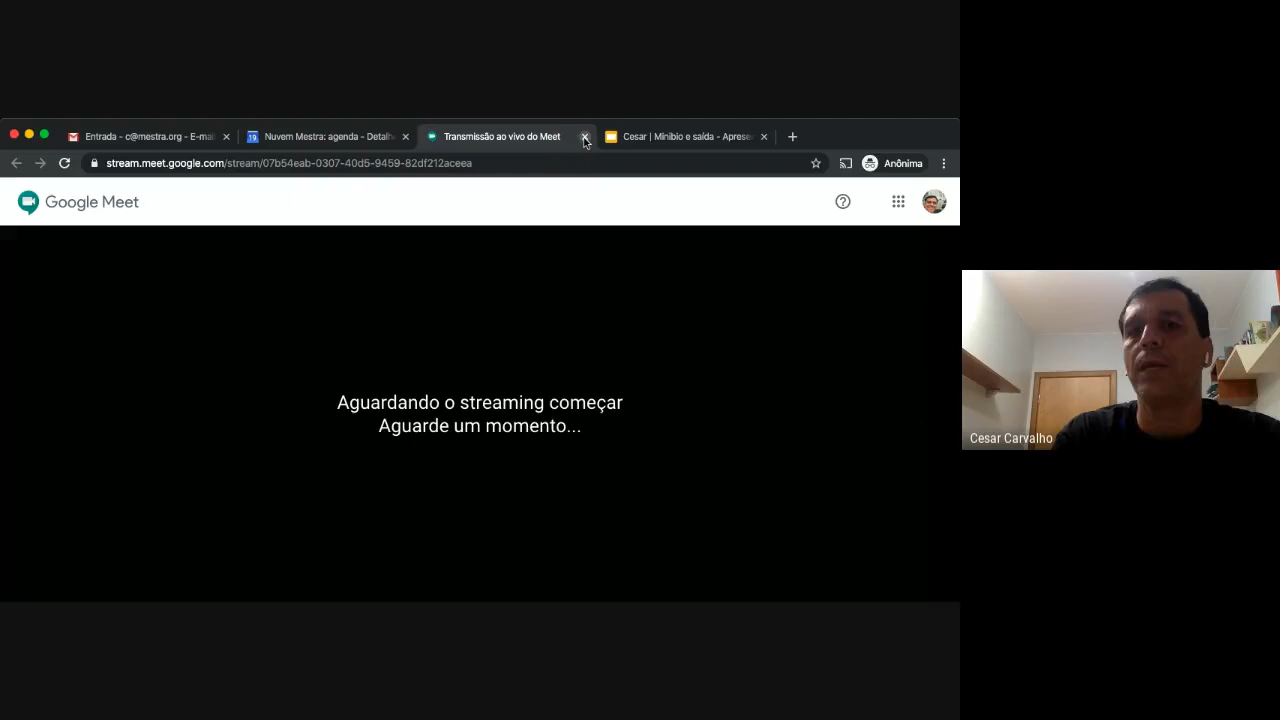 Entrada - c@mestra.org - E-mai
Nuvem Mestra: agenda - Detalh
Transmissão ao vivo do Meet
Cesar | Minibio e saída - Aprese
stream.meet.google.com/stream/07b54eab-0307-40d5-9459-82df212aceea
Anônima
Google Meet
Aguardando o streaming começar
Aguarde um momento...
Cesar Carvalho